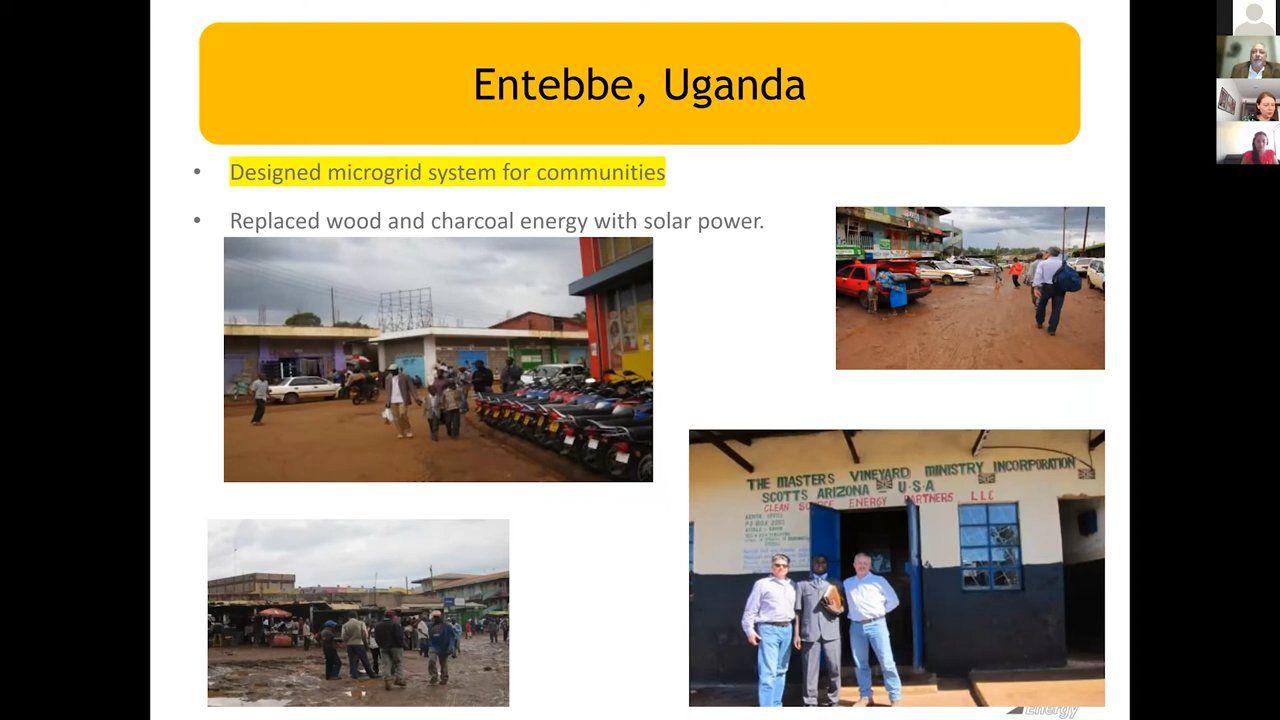 Entebbe, Uganda
• Designed microgrid system for communities
• Replaced wood and charcoal energy with solar power.
THE MASTERS VINEYARD MINISTRY INCORPORATION
SCOTTS ARIZONA U.S.A
CLEAN ENERGY PARTNERS LLC
Energy